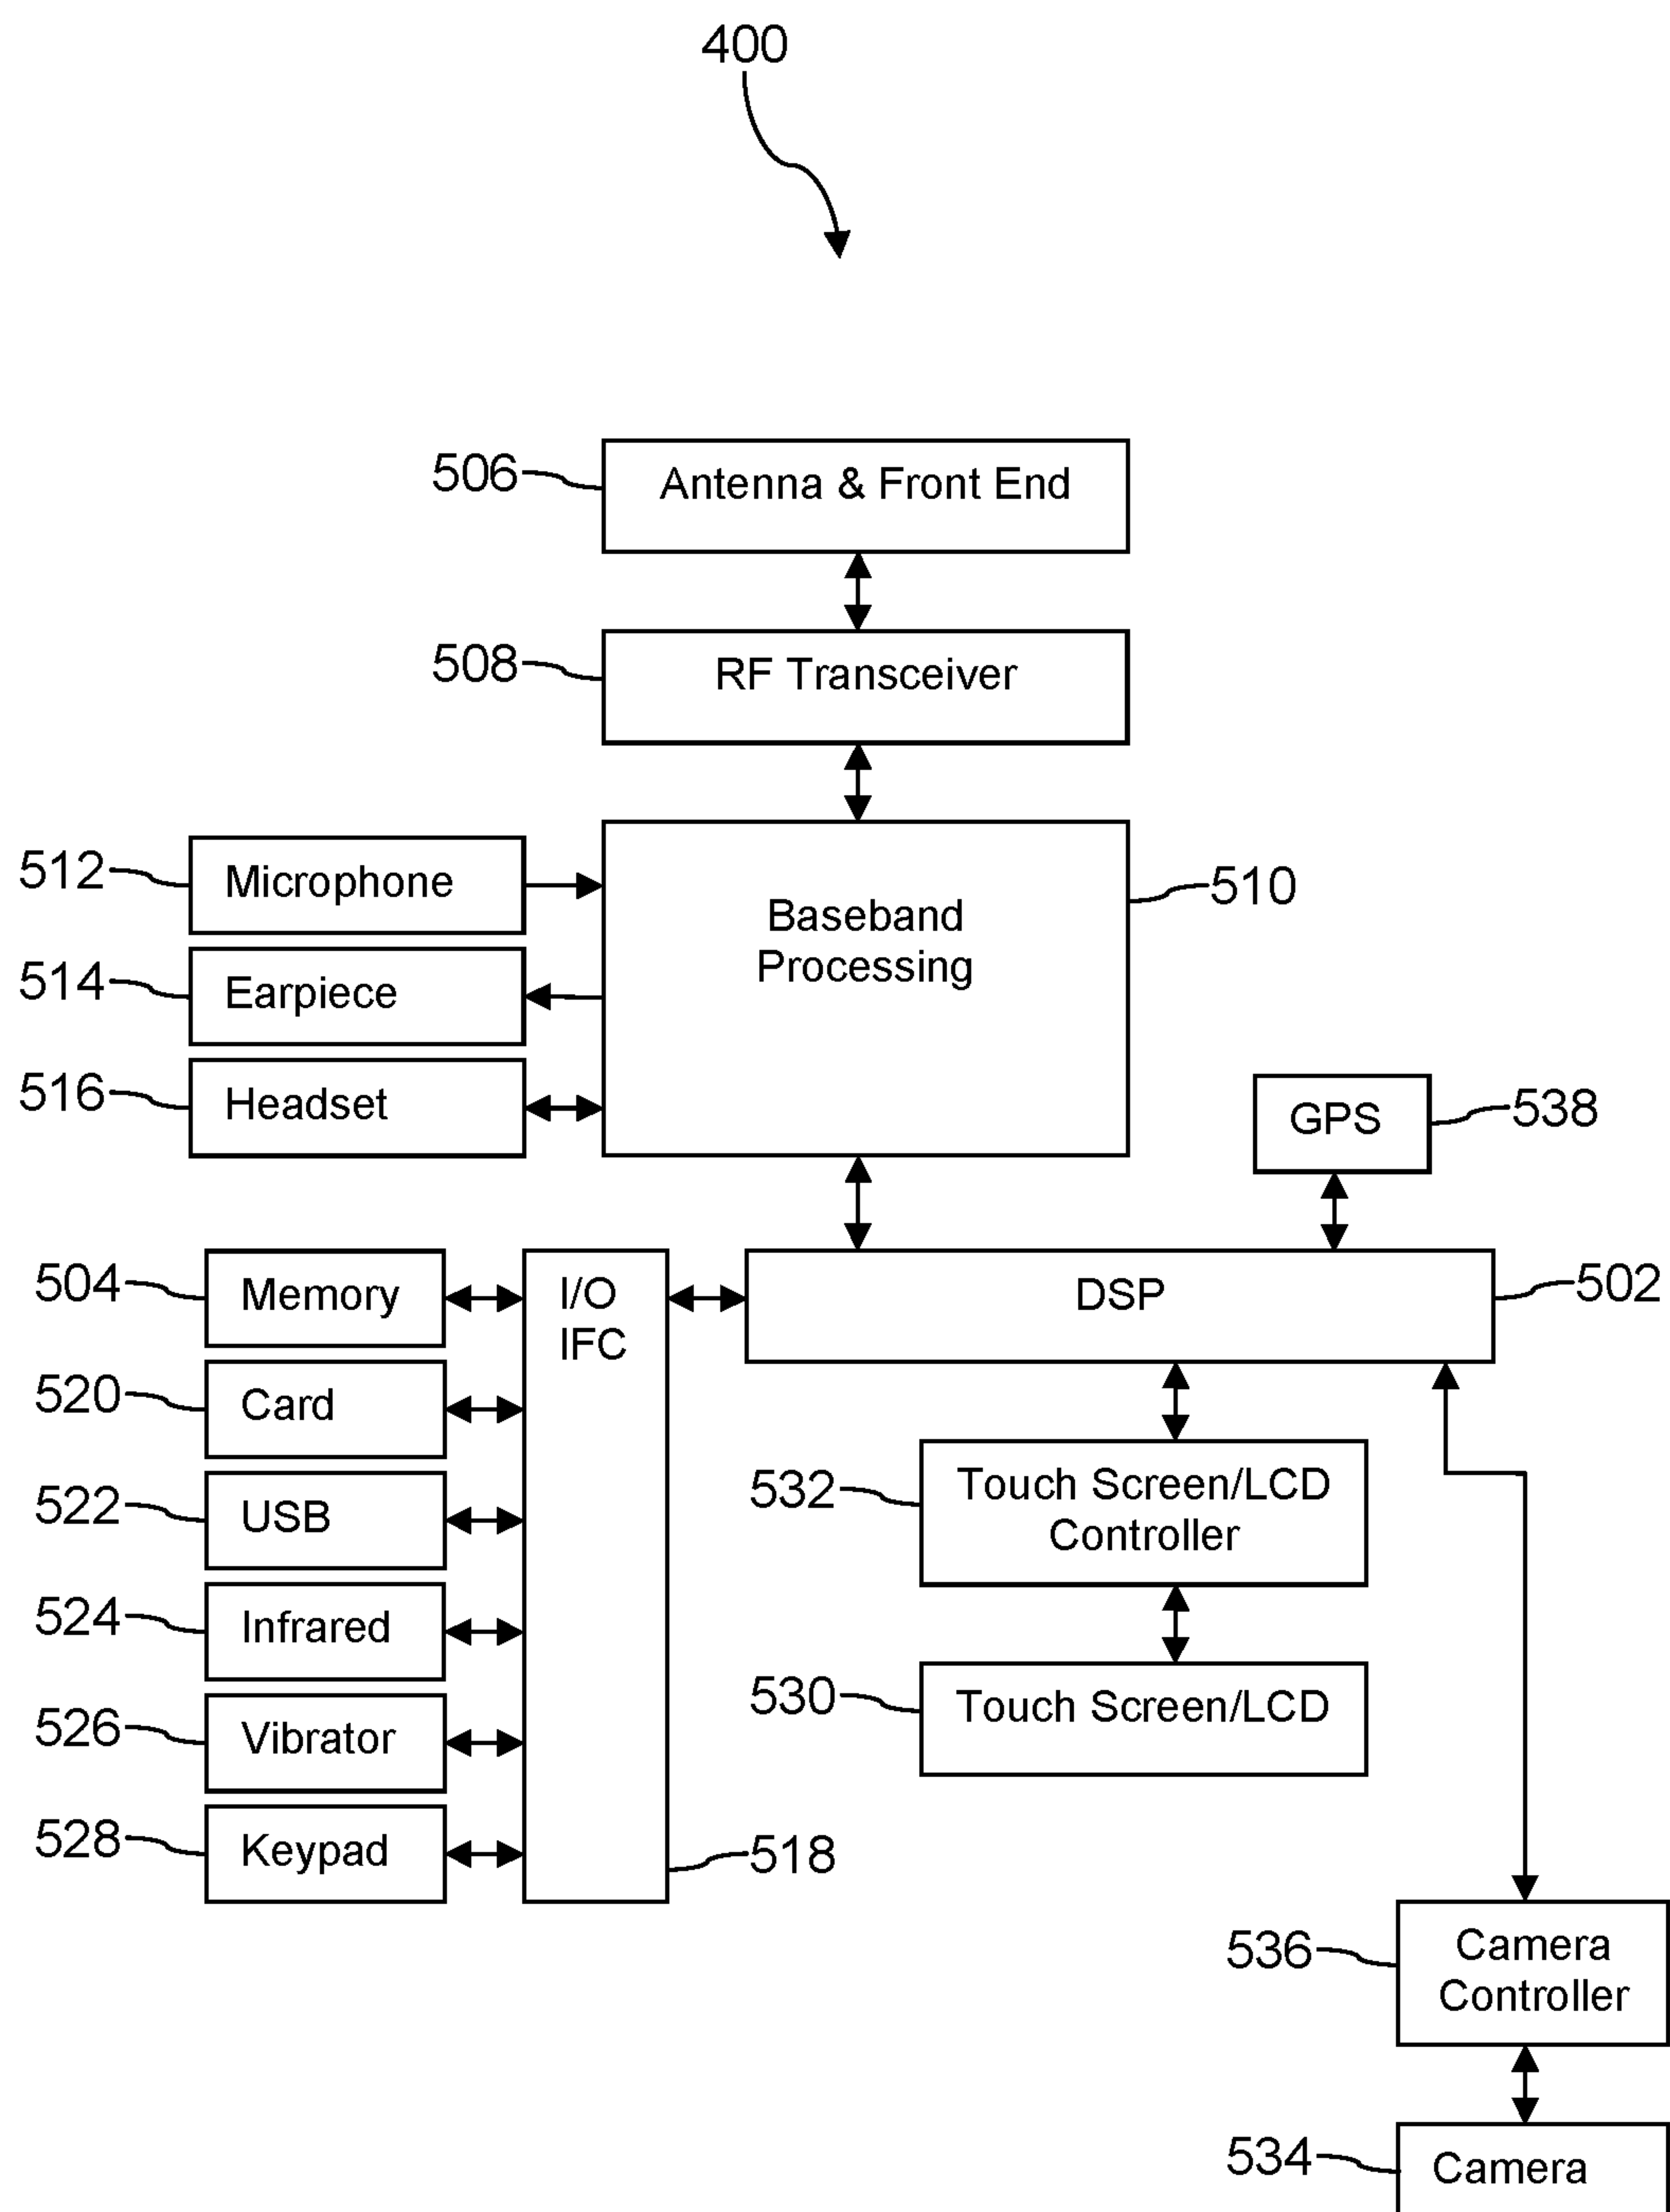 400
506
Antenna & Front End
508
RF Transceiver
512
Microphone
Baseband
Processing
510
514
Earpiece
516
Headset
GPS
538
504
Memory
I/O
IFC
DSP
502
520
Card
522
USB
532
Touch Screen/LCD
Controller
524
Infrared
530
Touch Screen/LCD
526
Vibrator
528
Keypad
518
536
Camera
Controller
534
Camera